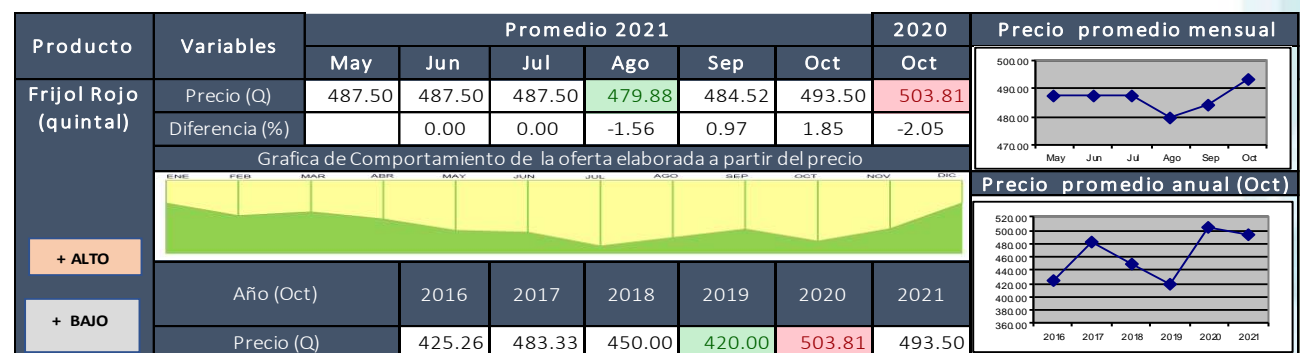 Producto Variables Promedio 2021 2020 Precio promedio mensual
May Jun Jul Ago Sep Oct Oct
Frijol Rojo (quintal)
Precio (Q) 487.50 487.50 487.50 479.88 484.52 493.50 503.81
Diferencia (%) 0.00 0.00 -1.56 0.97 1.85 -2.05
500.00
490.00
480.00
470.00
May Jun Jul Ago Sep Oct
Grafica de Comportamiento de la oferta elaborada a partir del precio
ENE FEB MAR ABR MAY JUN JUL AGO SEP OCT NOV DIC
Precio promedio anual (Oct)
520.00
500.00
480.00
460.00
440.00
420.00
400.00
380.00
360.00
2016 2017 2018 2019 2020 2021
+ ALTO
+ BAJO
Año (Oct) 2016 2017 2018 2019 2020 2021
Precio (Q) 425.26 483.33 450.00 420.00 503.81 493.50